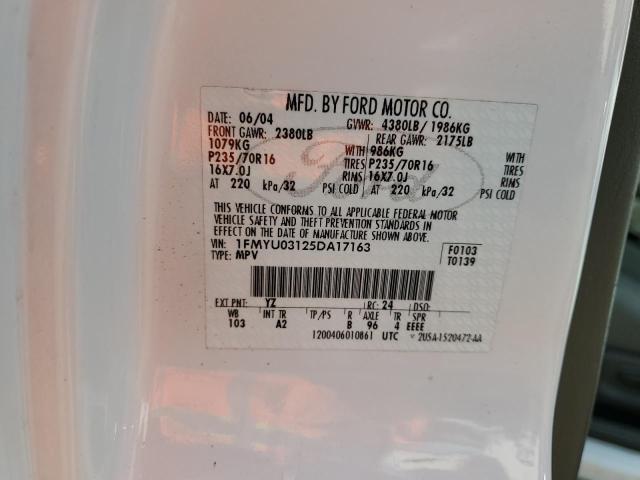 MFD. BY FORD MOTOR CO.
DATE: 06/04 GVWR: 4380LB/ 1986KG
FRONT GAWR: 2380LB REAR GAWR: 2175LB
1079KG WITH 986KG WITH
P235/70R16 TIRES P235/70R16 TIRES
16X7.0J RIMS 16X7.0J RIMS
AT 220 kPa/32 PSI COLD AT 220 kPa/32 PSI COLD
Ford
THIS VEHICLE CONFORMS TO ALL APPLICABLE FEDERAL MOTOR
VEHICLE SAFETY AND THEFT PREVENTION STANDARDS IN
EFFECT ON THE DATE OF MANUFACTURE SHOWN ABOVE.
VIN: 1FMYU03125DA17163 F0103
TYPE: MPV T0139
EXT PNT: YZ RC: 24 DSO:
WB INT TR TP/PS R AXLE TR SPR
103 A2 B 96 4 EEEE
1200406010861 UTC 2U5A-1520472-AA